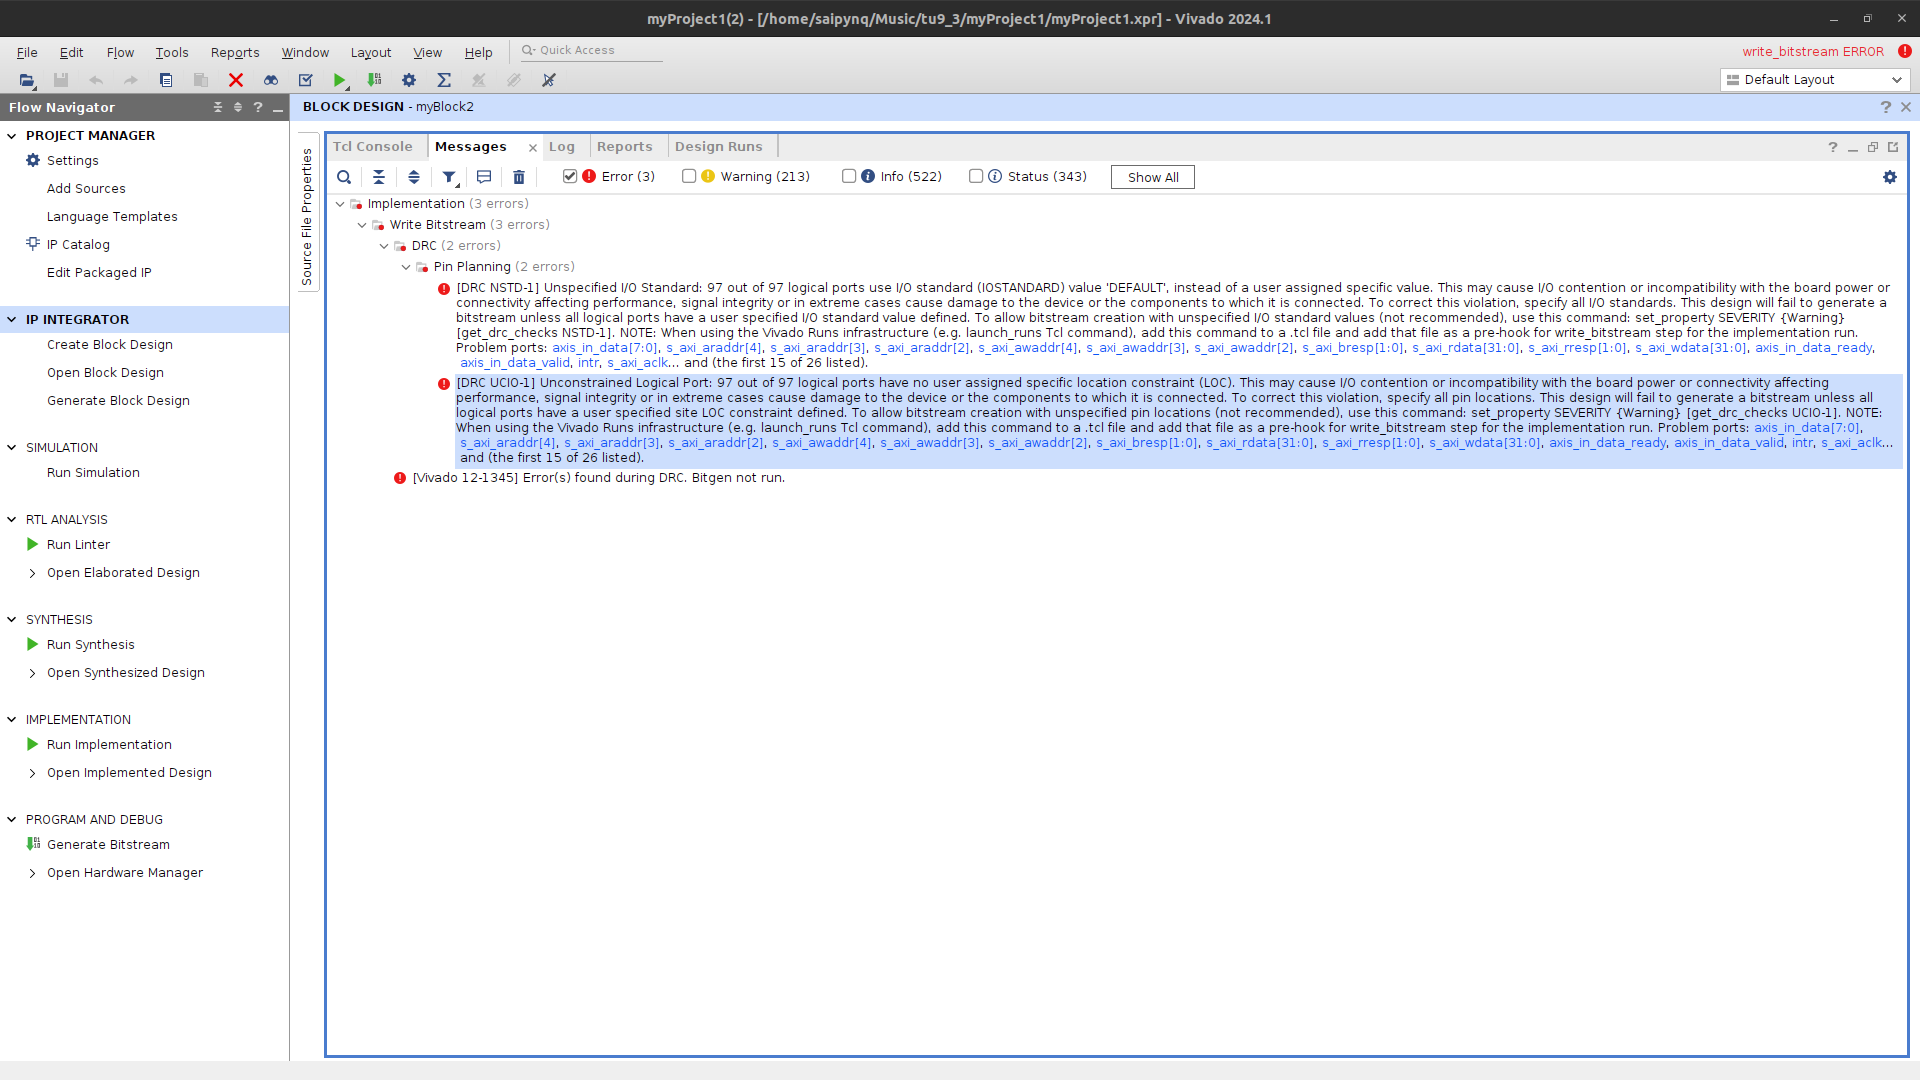 myProject1(2) - [/home/saipynq/Music/tu9_3/myProject1/myProject1.xpr] - Vivado 2024.1
File Edit Flow Tools Reports Window Layout View Help Quick Access
write_bitstream ERROR
Default Layout
Flow Navigator
BLOCK DESIGN - myBlock2
PROJECT MANAGER
Settings
Add Sources
Language Templates
IP Catalog
Edit Packaged IP
IP INTEGRATOR
Create Block Design
Open Block Design
Generate Block Design
SIMULATION
Run Simulation
RTL ANALYSIS
Run Linter
Open Elaborated Design
SYNTHESIS
Run Synthesis
Open Synthesized Design
IMPLEMENTATION
Run Implementation
Open Implemented Design
PROGRAM AND DEBUG
Generate Bitstream
Open Hardware Manager
Source File Properties
Tcl Console Messages Log Reports Design Runs
Error (3) Warning (213) Info (522) Status (343) Show All
Implementation (3 errors)
Write Bitstream (3 errors)
DRC (2 errors)
Pin Planning (2 errors)
[DRC NSTD-1] Unspecified I/O Standard: 97 out of 97 logical ports use I/O standard (IOSTANDARD) value 'DEFAULT', instead of a user assigned specific value. This may cause I/O contention or incompatibility with the board power or
connectivity affecting performance, signal integrity or in extreme cases cause damage to the device or the components to which it is connected. To correct this violation, specify all I/O standards. This design will fail to generate a
bitstream unless all logical ports have a user specified I/O standard value defined. To allow bitstream creation with unspecified I/O standard values (not recommended), use this command: set_property SEVERITY {Warning}
[get_drc_checks NSTD-1]. NOTE: When using the Vivado Runs infrastructure (e.g. launch_runs Tcl command), add this command to a .tcl file and add that file as a pre-hook for write_bitstream step for the implementation run.
Problem ports: axis_in_data[7:0], s_axi_araddr[4], s_axi_araddr[3], s_axi_araddr[2], s_axi_awaddr[4], s_axi_awaddr[3], s_axi_awaddr[2], s_axi_bresp[1:0], s_axi_rdata[31:0], s_axi_rresp[1:0], s_axi_wdata[31:0], axis_in_data_ready,
axis_in_data_valid, intr, s_axi_aclk... and (the first 15 of 26 listed).
[DRC UCIO-1] Unconstrained Logical Port: 97 out of 97 logical ports have no user assigned specific location constraint (LOC). This may cause I/O contention or incompatibility with the board power or connectivity affecting
performance, signal integrity or in extreme cases cause damage to the device or the components to which it is connected. To correct this violation, specify all pin locations. This design will fail to generate a bitstream unless all
logical ports have a user specified site LOC constraint defined. To allow bitstream creation with unspecified pin locations (not recommended), use this command: set_property SEVERITY {Warning} [get_drc_checks UCIO-1]. NOTE:
When using the Vivado Runs infrastructure (e.g. launch_runs Tcl command), add this command to a .tcl file and add that file as a pre-hook for write_bitstream step for the implementation run. Problem ports: axis_in_data[7:0],
s_axi_araddr[4], s_axi_araddr[3], s_axi_araddr[2], s_axi_awaddr[4], s_axi_awaddr[3], s_axi_awaddr[2], s_axi_bresp[1:0], s_axi_rdata[31:0], s_axi_rresp[1:0], s_axi_wdata[31:0], axis_in_data_ready, axis_in_data_valid, intr, s_axi_aclk...
and (the first 15 of 26 listed).
[Vivado 12-1345] Error(s) found during DRC. Bitgen not run.